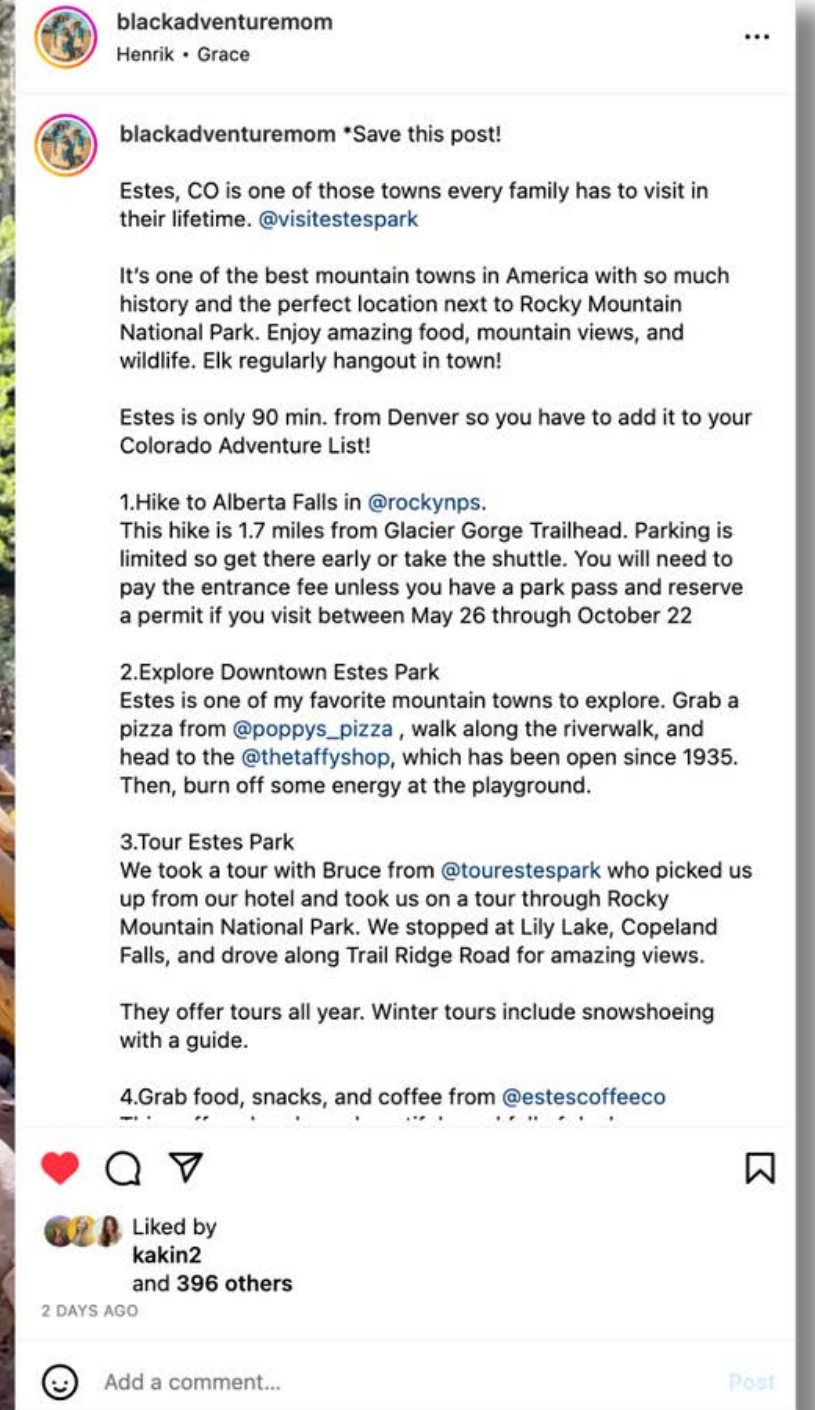 blackadventuremom
Henrik • Grace
blackadventuremom *Save this post!
Estes, CO is one of those towns every family has to visit in
their lifetime. @visitestespark
It's one of the best mountain towns in America with so much
history and the perfect location next to Rocky Mountain
National Park. Enjoy amazing food, mountain views, and
wildlife. Elk regularly hangout in town!
Estes is only 90 min. from Denver so you have to add it to your
Colorado Adventure List!
1.Hike to Alberta Falls in @rockynps.
This hike is 1.7 miles from Glacier Gorge Trailhead. Parking is
limited so get there early or take the shuttle. You will need to
pay the entrance fee unless you have a park pass and reserve
a permit if you visit between May 26 through October 22
2.Explore Downtown Estes Park
Estes is one of my favorite mountain towns to explore. Grab a
pizza from @poppys_pizza , walk along the riverwalk, and
head to the @thetaffyshop, which has been open since 1935.
Then, burn off some energy at the playground.
3.Tour Estes Park
We took a tour with Bruce from @tourestespark who picked us
up from our hotel and took us on a tour through Rocky
Mountain National Park. We stopped at Lily Lake, Copeland
Falls, and drove along Trail Ridge Road for amazing views.
They offer tours all year. Winter tours include snowshoeing
with a guide.
4.Grab food, snacks, and coffee from @estescoffeeco
Liked by
kakin2
and 396 others
2 DAYS AGO
Add a comment...
Post